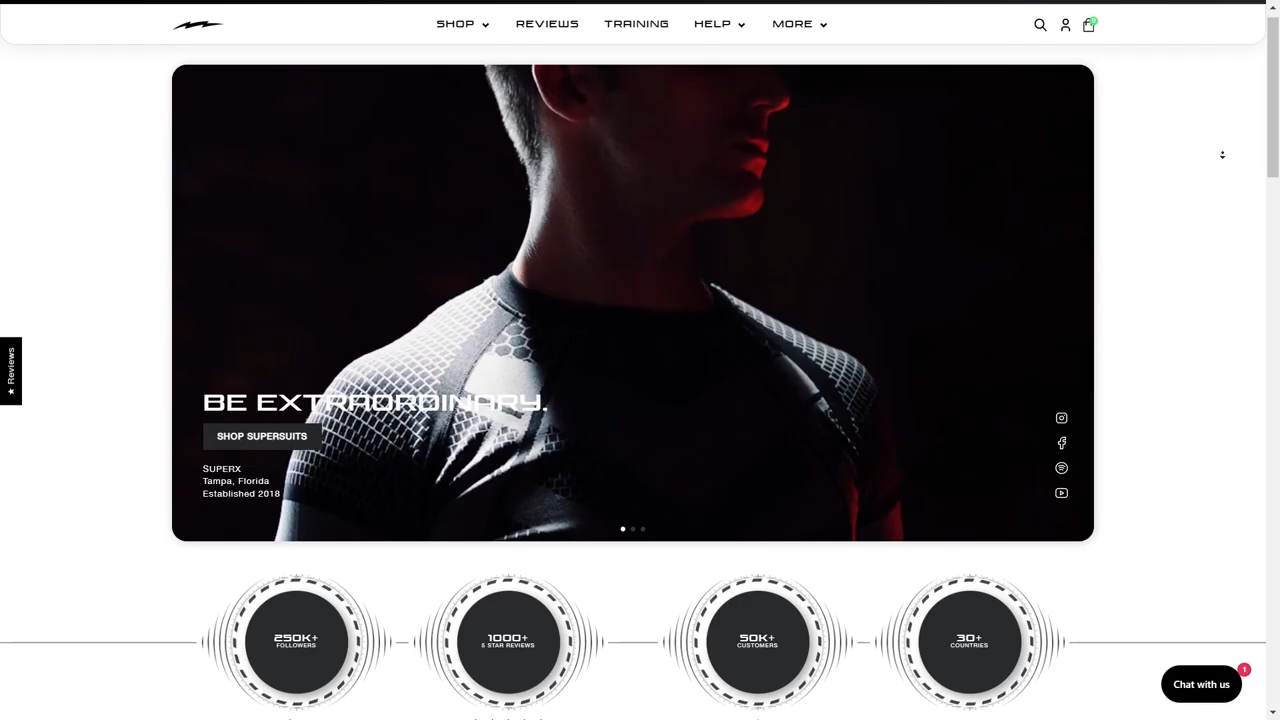 SHOP
REVIEWS
TRAINING
HELP
MORE
★ Reviews
BE EXTRAORDINARY.
SHOP SUPERSUITS
SUPERX
Tampa, Florida
Established 2018
250K+
FOLLOWERS
1000+
5 STAR REVIEWS
50K+
CUSTOMERS
30+
COUNTRIES
Chat with us
1